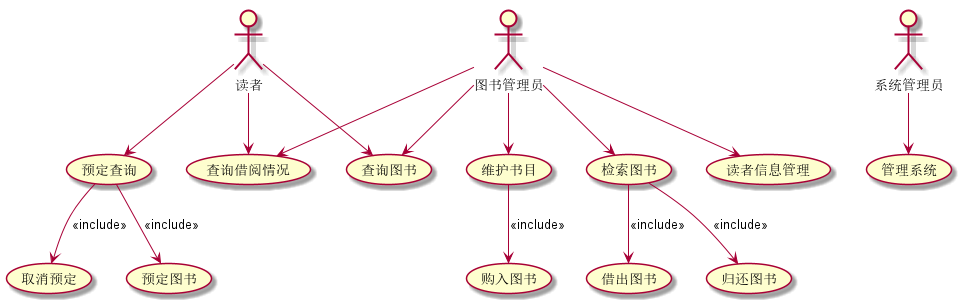 读者
图书管理员
系统管理员
预定查询
查询借阅情况
查询图书
维护书目
检索图书
读者信息管理
管理系统
«include»
«include»
«include»
«include»
«include»
取消预定
预定图书
购入图书
借出图书
归还图书